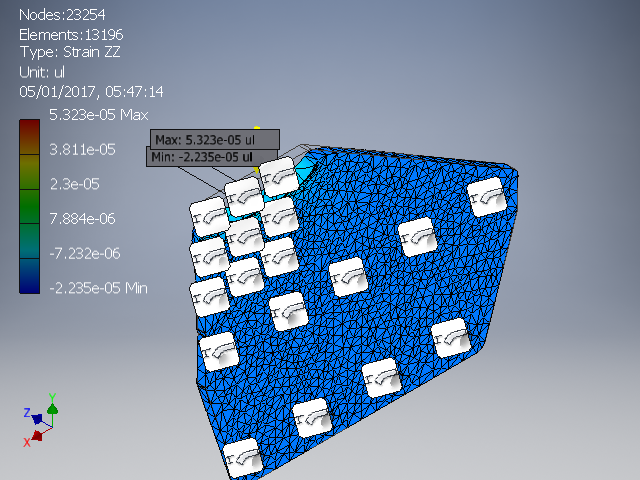 Nodes:23254
Elements:13196
Type: Strain ZZ
Unit: ul
05/01/2017, 05:47:14
5.323e-05 Max
3.811e-05
2.3e-05
7.884e-06
-7.232e-06
-2.235e-05 Min
Max: 5.323e-05 ul
Min: -2.235e-05 ul
Y
Z
X